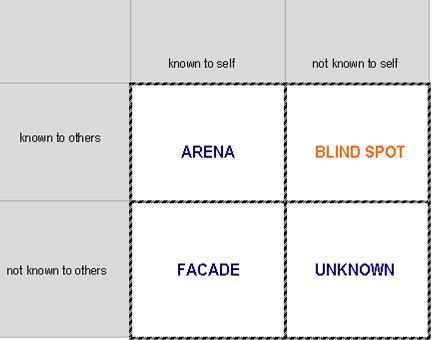 known to self
not known to self
known to others
ARENA
BLIND SPOT
not known to others
FACADE
UNKNOWN